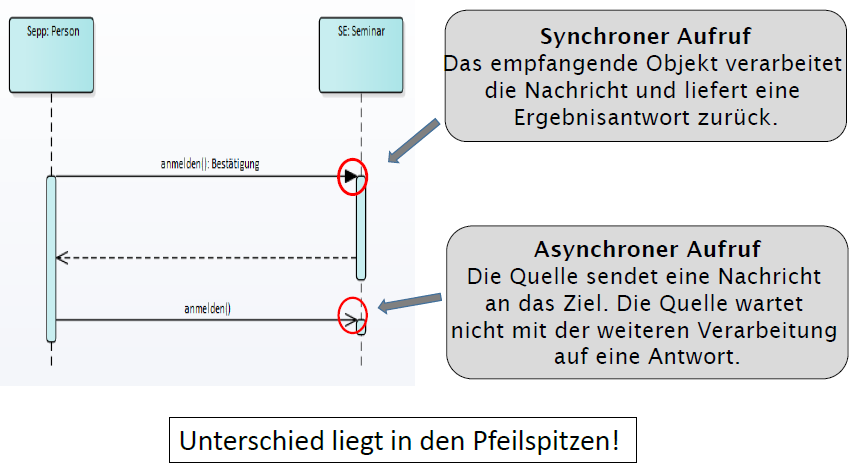 Sepp: Person
SE: Seminar
anmelden(): Bestätigung
anmelden()
Synchroner Aufruf
Das empfangende Objekt verarbeitet
die Nachricht und liefert eine
Ergebnisantwort zurück.
Asynchroner Aufruf
Die Quelle sendet eine Nachricht
an das Ziel. Die Quelle wartet
nicht mit der weiteren Verarbeitung
auf eine Antwort.
Unterschied liegt in den Pfeilspitzen!